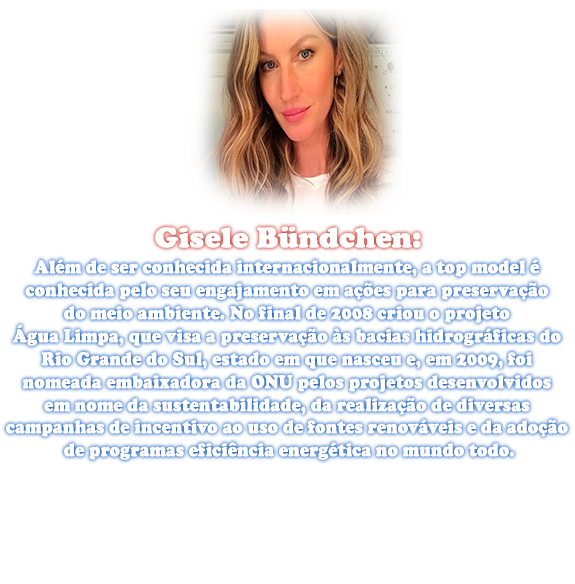 Gisele Bündchen:
Além de ser conhecida internacionalmente, a top model é
conhecida pelo seu engajamento em ações para preservação
do meio ambiente. No final de 2008 criou o projeto
Água Limpa, que visa a preservação às bacias hidrográficas do
Rio Grande do Sul, estado em que nasceu e, em 2009, foi
nomeada embaixadora da ONU pelos projetos desenvolvidos
em nome da sustentabilidade, da realização de diversas
campanhas de incentivo ao uso de fontes renováveis e da adoção
de programas eficiência energética no mundo todo.